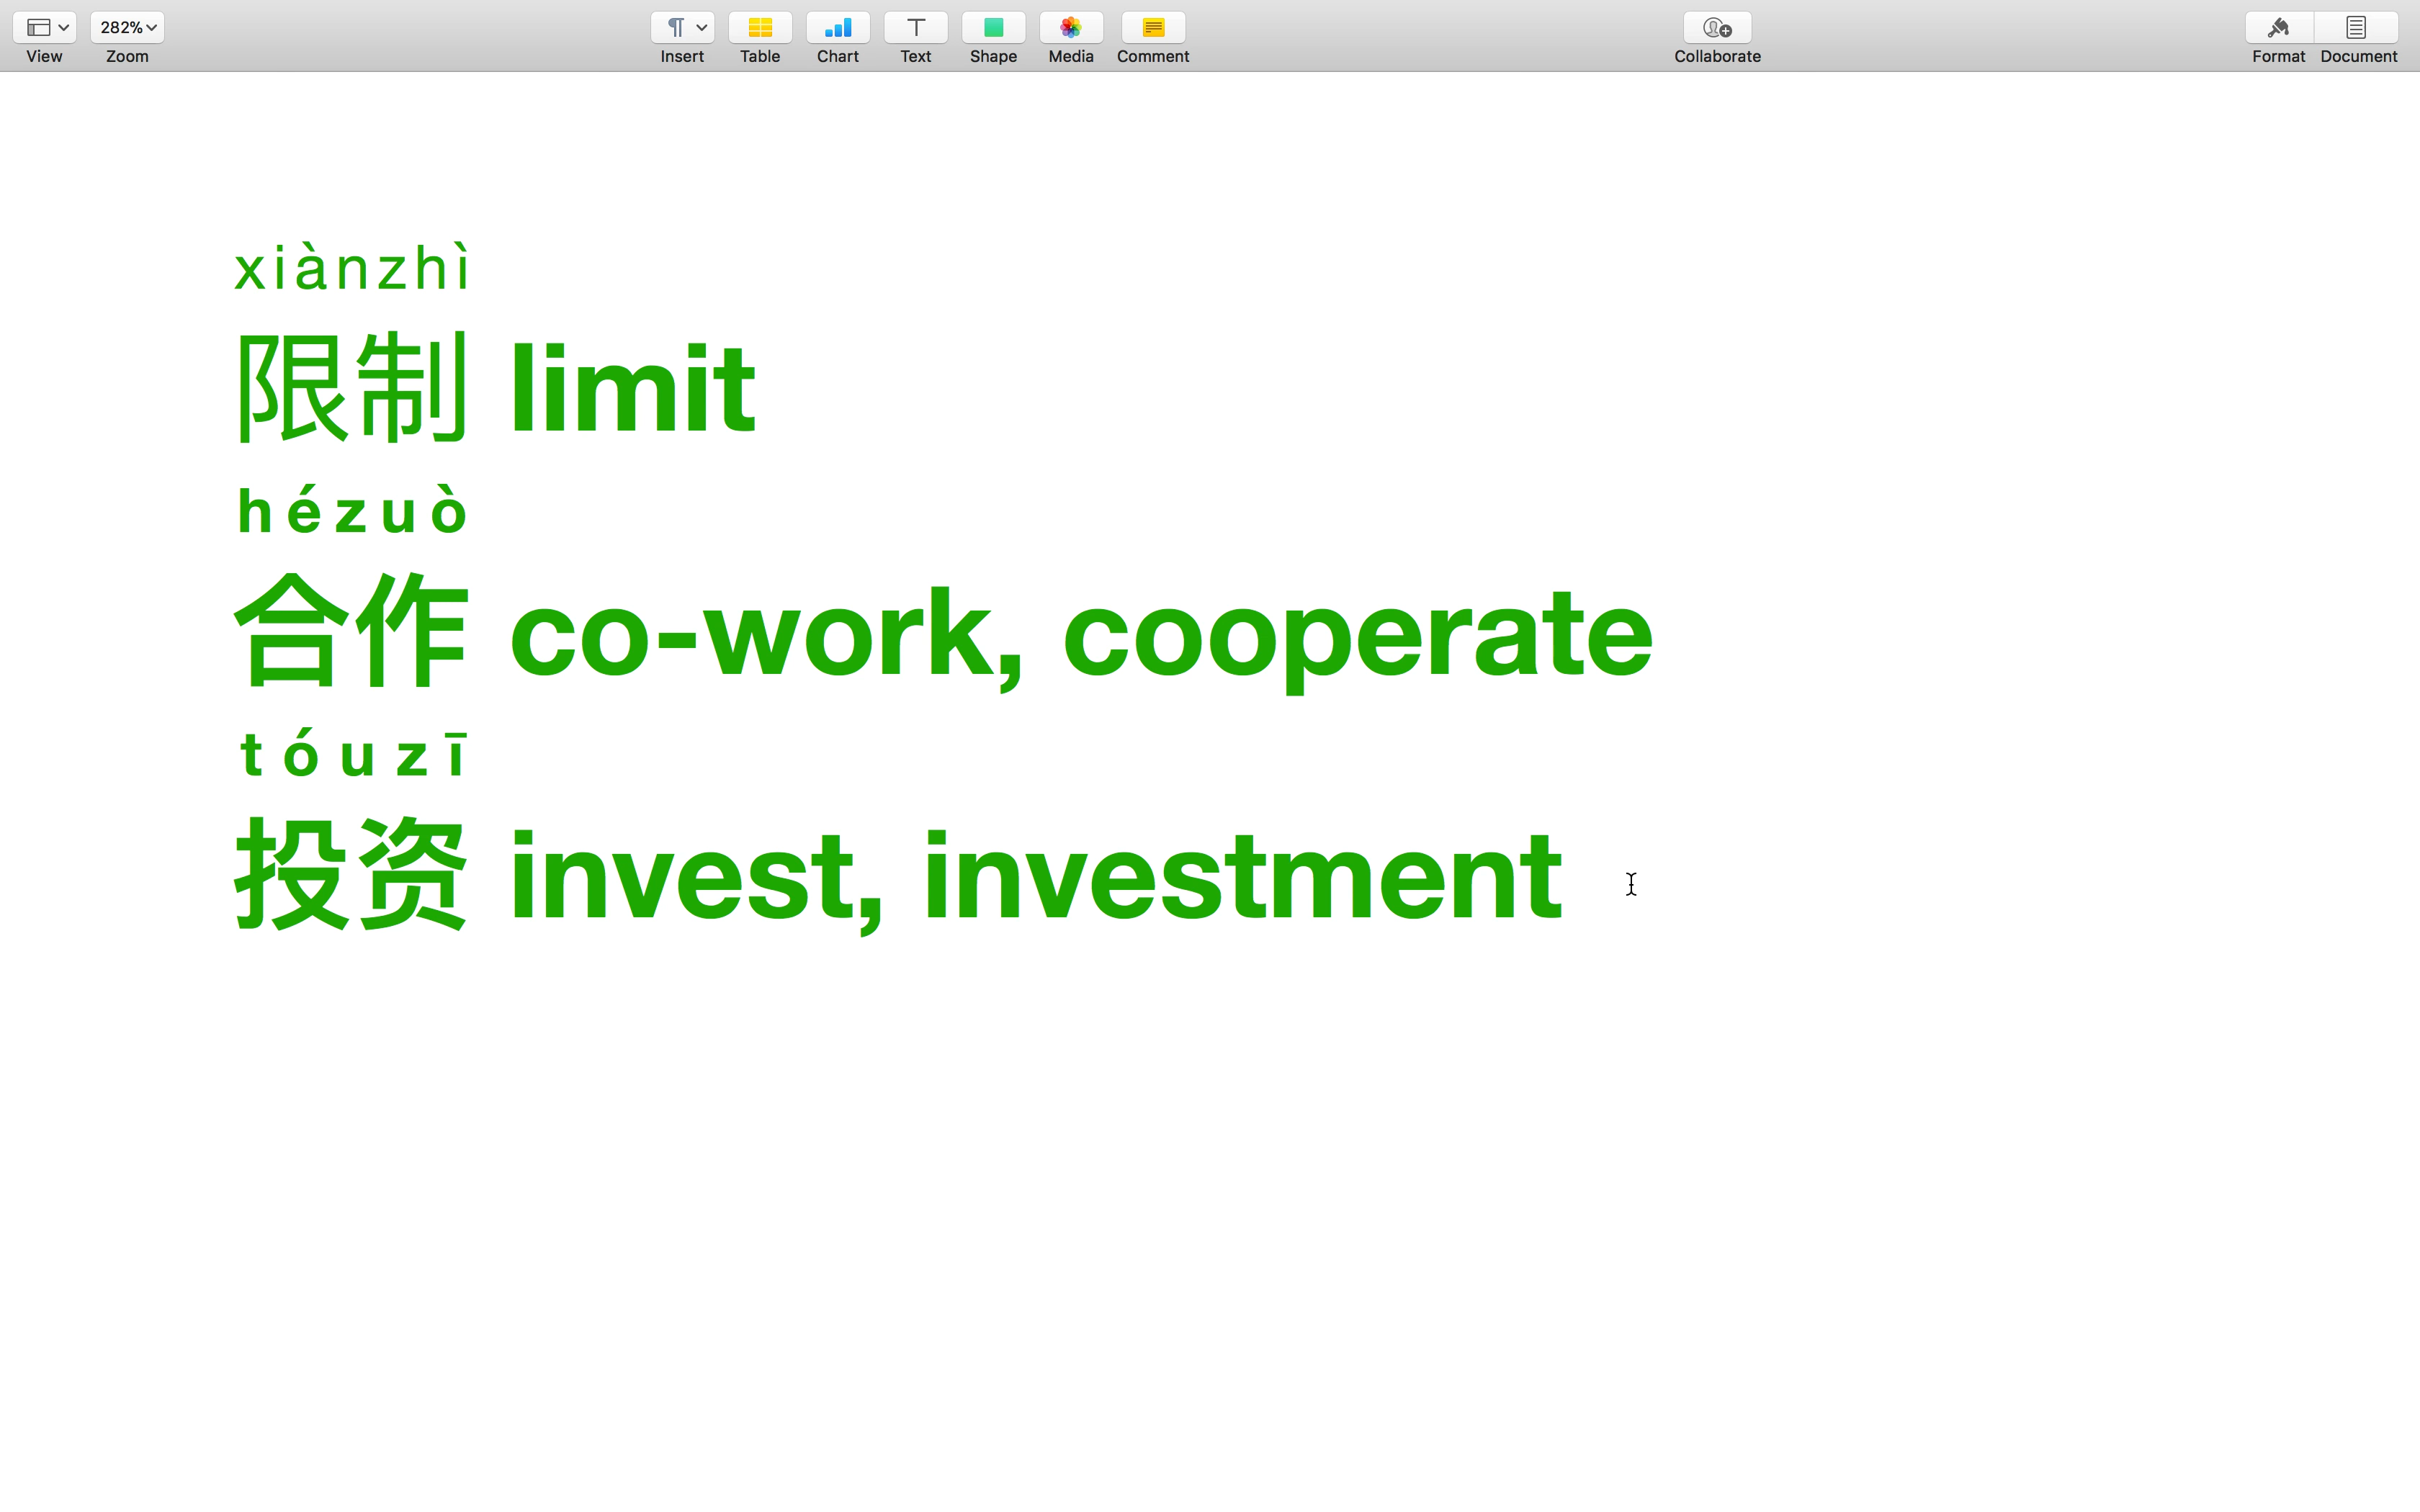 282%
View Zoom Insert Table Chart Text Shape Media Comment Collaborate Format Document
xiànzhì
限制 limit
hézuò
合作 co-work, cooperate
tóuzī
投资 invest, investment